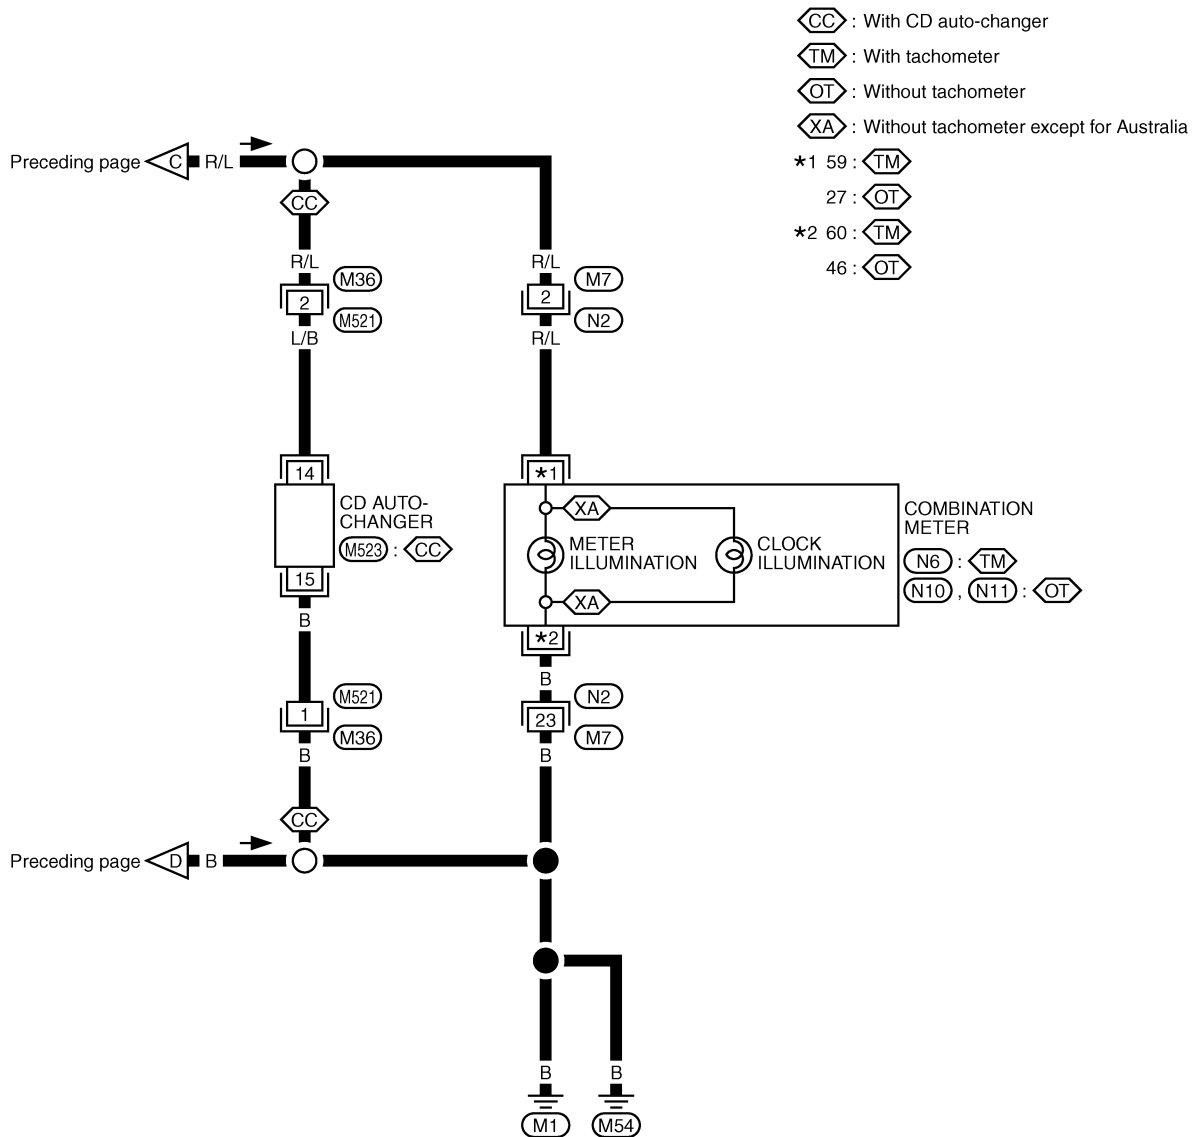 CC : With CD auto-changer
TM : With tachometer
OT : Without tachometer
XA : Without tachometer except for Australia
*1 59 : TM
27 : OT
*2 60 : TM
46 : OT
Preceding page C R/L
CC
R/L
M36
2
M521
L/B
R/L
M7
2
N2
R/L
14
CD AUTO-
CHANGER
M523 : CC
15
B
*1
XA
METER
ILLUMINATION
CLOCK
ILLUMINATION
XA
*2
COMBINATION
METER
N6 : TM
N10 , N11 : OT
B
M521
1
M36
B
CC
N2
23
M7
B
Preceding page D B
B
B
M1
M54